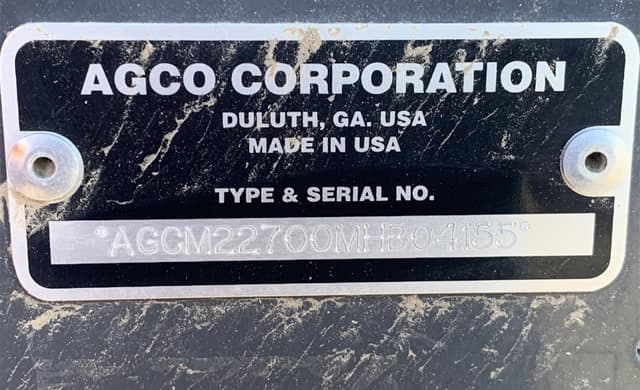 AGCO CORPORATION
DULUTH, GA. USA
MADE IN USA
TYPE & SERIAL NO.
*AGCM22700MHB04155*